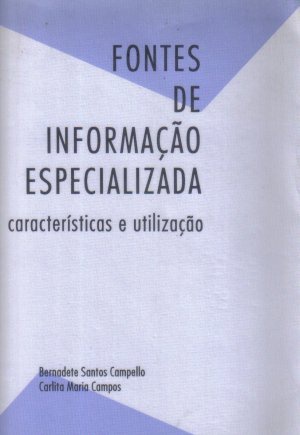 FONTES
DE
INFORMAÇÃO
ESPECIALIZADA
características e utilização
Bernadete Santos Campello
Carlita Maria Campos